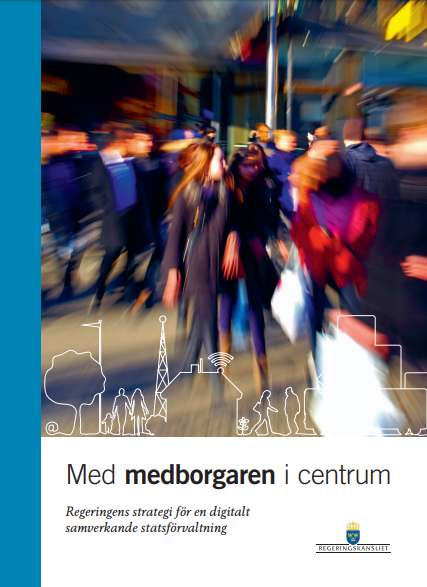 @
Med medborgaren i centrum
Regeringens strategi för en digitalt
samverkande statsförvaltning
REGERINGSKANSLIET